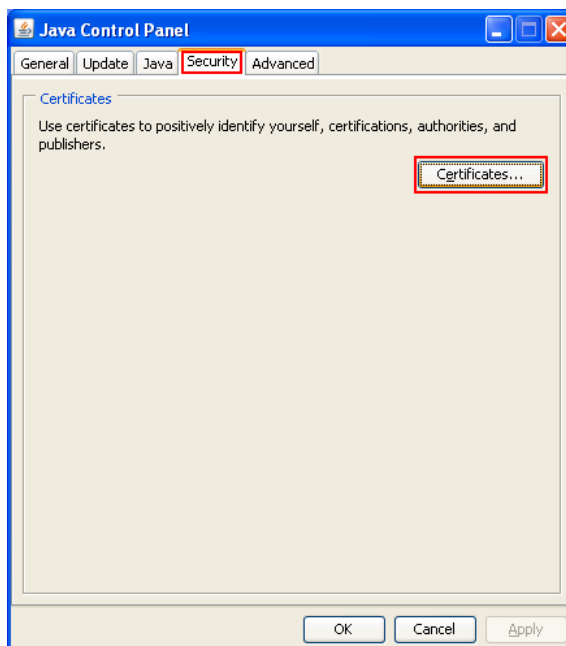 Java Control Panel
General Update Java Security Advanced
Certificates
Use certificates to positively identify yourself, certifications, authorities, and
publishers.
Certificates...
OK Cancel Apply